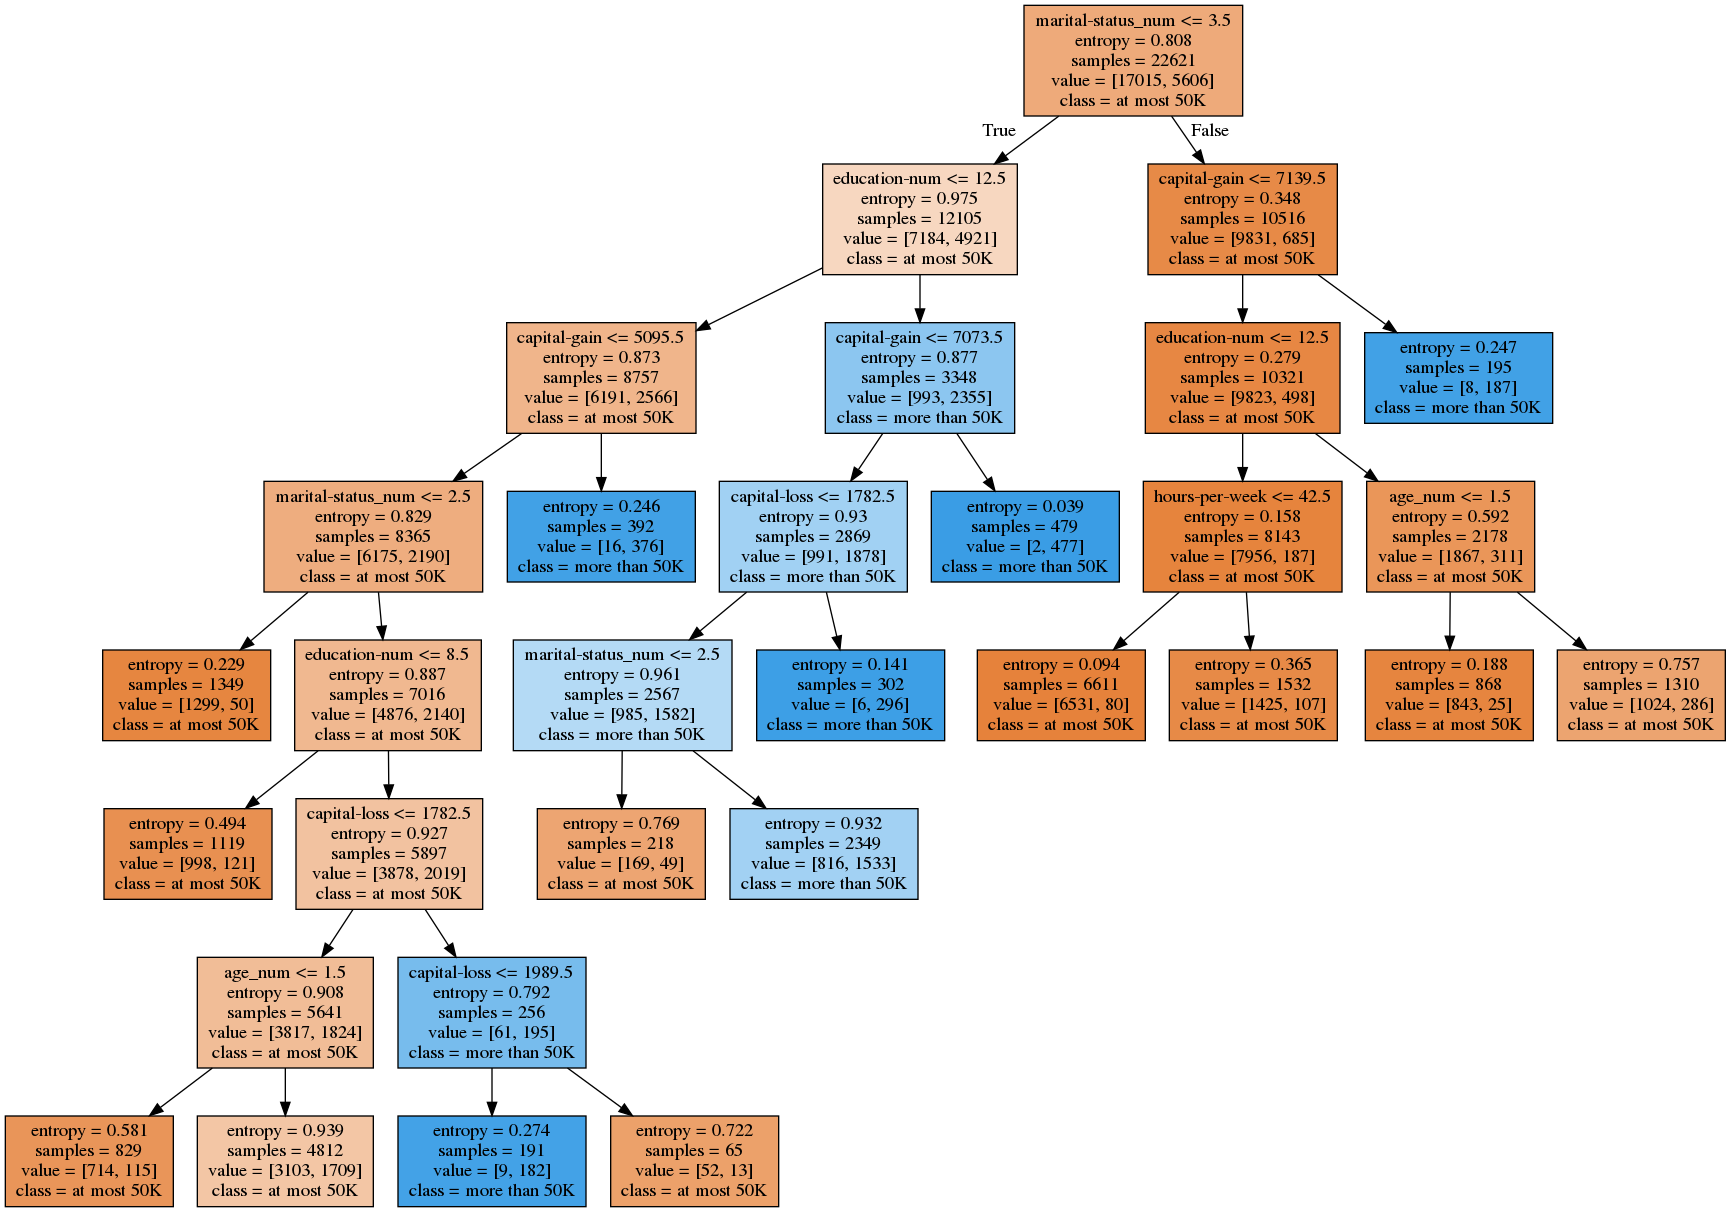 marital-status_num <= 3.5
entropy = 0.808
samples = 22621
value = [17015, 5606]
class = at most 50K
True
False
education-num <= 12.5
entropy = 0.975
samples = 12105
value = [7184, 4921]
class = at most 50K
capital-gain <= 7139.5
entropy = 0.348
samples = 10516
value = [9831, 685]
class = at most 50K
capital-gain <= 5095.5
entropy = 0.873
samples = 8757
value = [6191, 2566]
class = at most 50K
capital-gain <= 7073.5
entropy = 0.877
samples = 3348
value = [993, 2355]
class = more than 50K
education-num <= 12.5
entropy = 0.279
samples = 10321
value = [9823, 498]
class = at most 50K
entropy = 0.247
samples = 195
value = [8, 187]
class = more than 50K
marital-status_num <= 2.5
entropy = 0.829
samples = 8365
value = [6175, 2190]
class = at most 50K
entropy = 0.246
samples = 392
value = [16, 376]
class = more than 50K
capital-loss <= 1782.5
entropy = 0.93
samples = 2869
value = [991, 1878]
class = more than 50K
entropy = 0.039
samples = 479
value = [2, 477]
class = more than 50K
hours-per-week <= 42.5
entropy = 0.158
samples = 8143
value = [7956, 187]
class = at most 50K
age_num <= 1.5
entropy = 0.592
samples = 2178
value = [1867, 311]
class = at most 50K
entropy = 0.229
samples = 1349
value = [1299, 50]
class = at most 50K
education-num <= 8.5
entropy = 0.887
samples = 7016
value = [4876, 2140]
class = at most 50K
marital-status_num <= 2.5
entropy = 0.961
samples = 2567
value = [985, 1582]
class = more than 50K
entropy = 0.141
samples = 302
value = [6, 296]
class = more than 50K
entropy = 0.094
samples = 6611
value = [6531, 80]
class = at most 50K
entropy = 0.365
samples = 1532
value = [1425, 107]
class = at most 50K
entropy = 0.188
samples = 868
value = [843, 25]
class = at most 50K
entropy = 0.757
samples = 1310
value = [1024, 286]
class = at most 50K
entropy = 0.494
samples = 1119
value = [998, 121]
class = at most 50K
capital-loss <= 1782.5
entropy = 0.927
samples = 5897
value = [3878, 2019]
class = at most 50K
entropy = 0.769
samples = 218
value = [169, 49]
class = at most 50K
entropy = 0.932
samples = 2349
value = [816, 1533]
class = more than 50K
age_num <= 1.5
entropy = 0.908
samples = 5641
value = [3817, 1824]
class = at most 50K
capital-loss <= 1989.5
entropy = 0.792
samples = 256
value = [61, 195]
class = more than 50K
entropy = 0.581
samples = 829
value = [714, 115]
class = at most 50K
entropy = 0.939
samples = 4812
value = [3103, 1709]
class = at most 50K
entropy = 0.274
samples = 191
value = [9, 182]
class = more than 50K
entropy = 0.722
samples = 65
value = [52, 13]
class = at most 50K